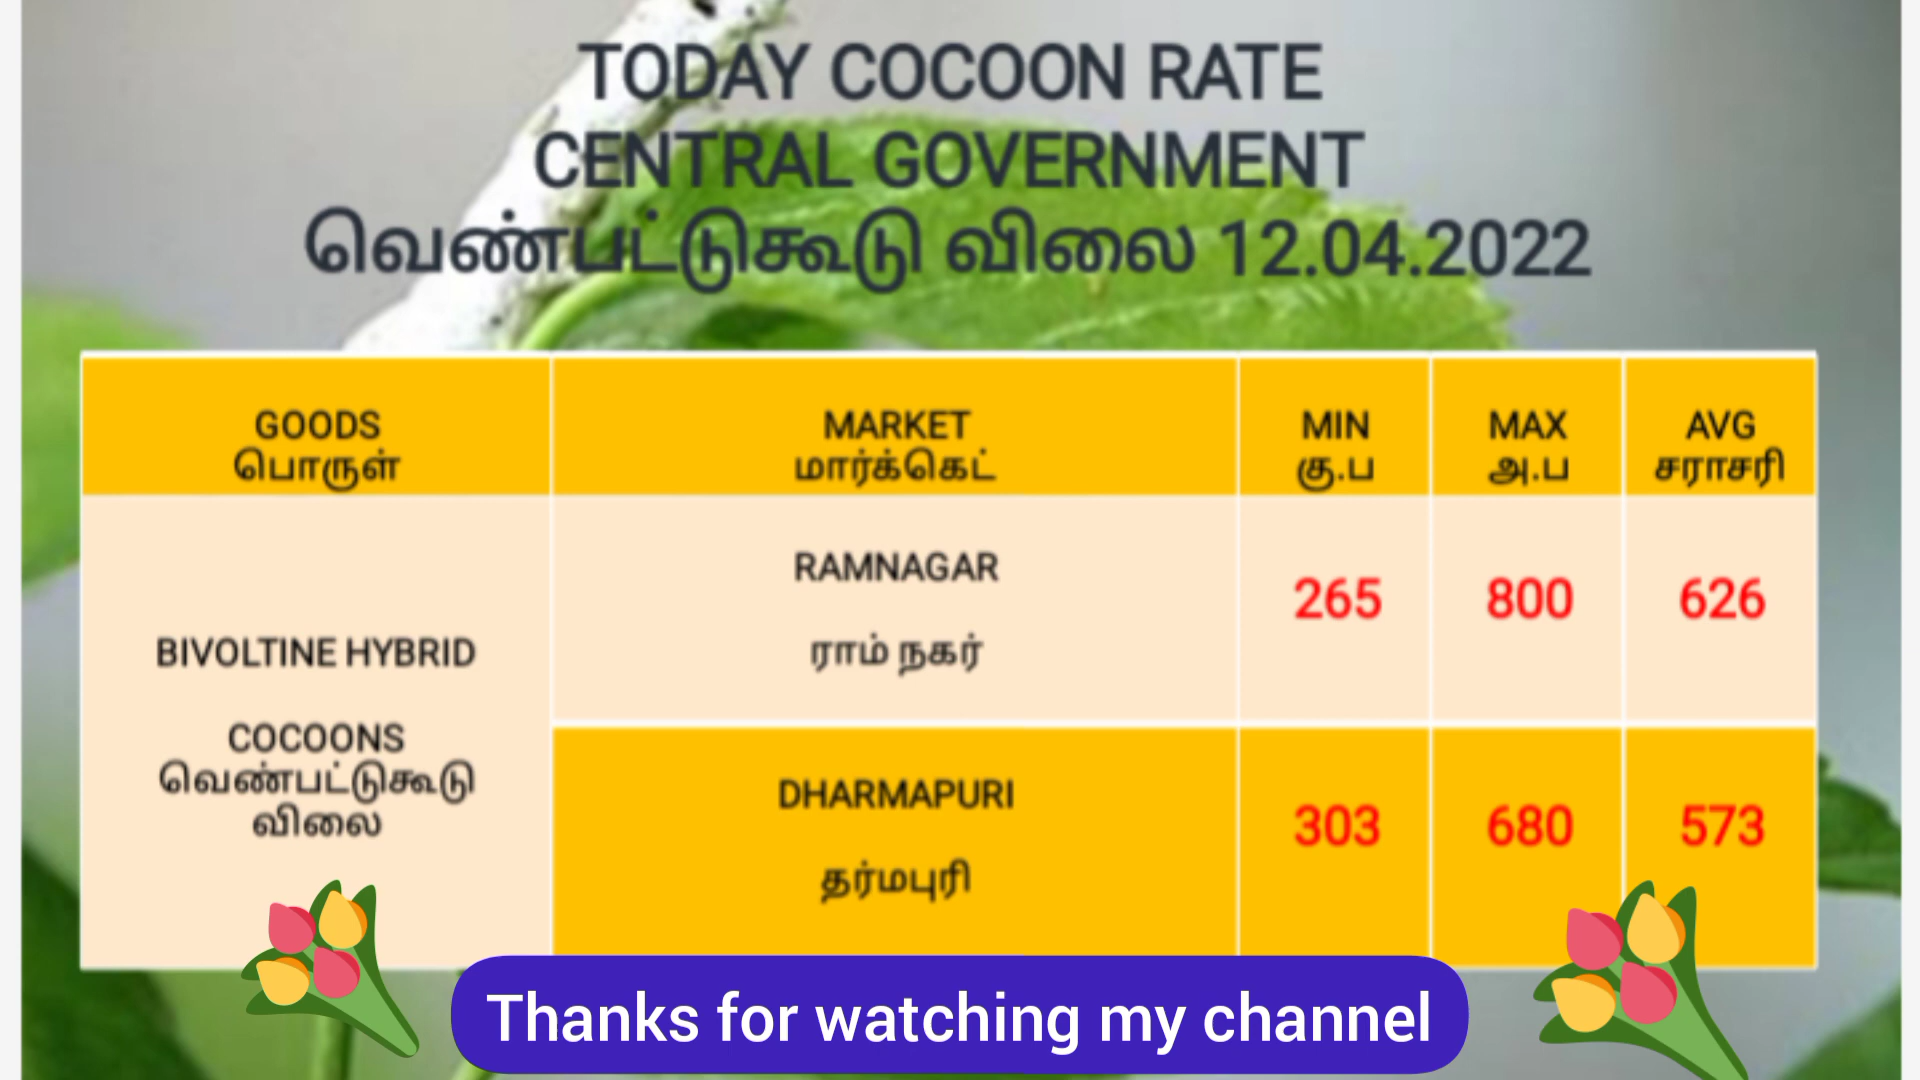 TODAY COCOON RATE
CENTRAL GOVERNMENT
வெண்பட்டுகூடு விலை 12.04.2022
GOODS
பொருள்
MARKET
மார்க்கெட்
MIN
கு.ப
MAX
அ.ப
AVG
சராசரி
BIVOLTINE HYBRID
COCOONS
வெண்பட்டுகூடு
விலை
RAMNAGAR
ராம் நகர்
265
800
626
DHARMAPURI
தர்மபுரி
303
680
573
Thanks for watching my channel